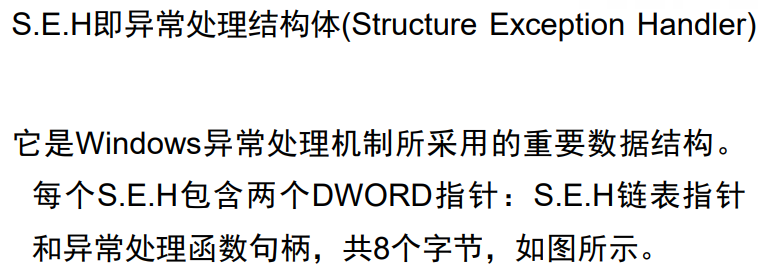 S.E.H即异常处理结构体(Structure Exception Handler)
它是Windows异常处理机制所采用的重要数据结构。
每个S.E.H包含两个DWORD指针：S.E.H链表指针
和异常处理函数句柄，共8个字节，如图所示。